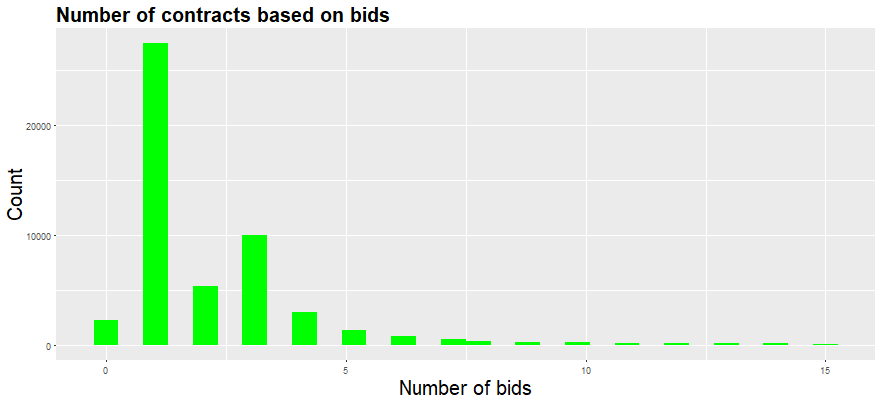 Number of contracts based on bids
Count
20000
10000
0
0 5 10 15
Number of bids